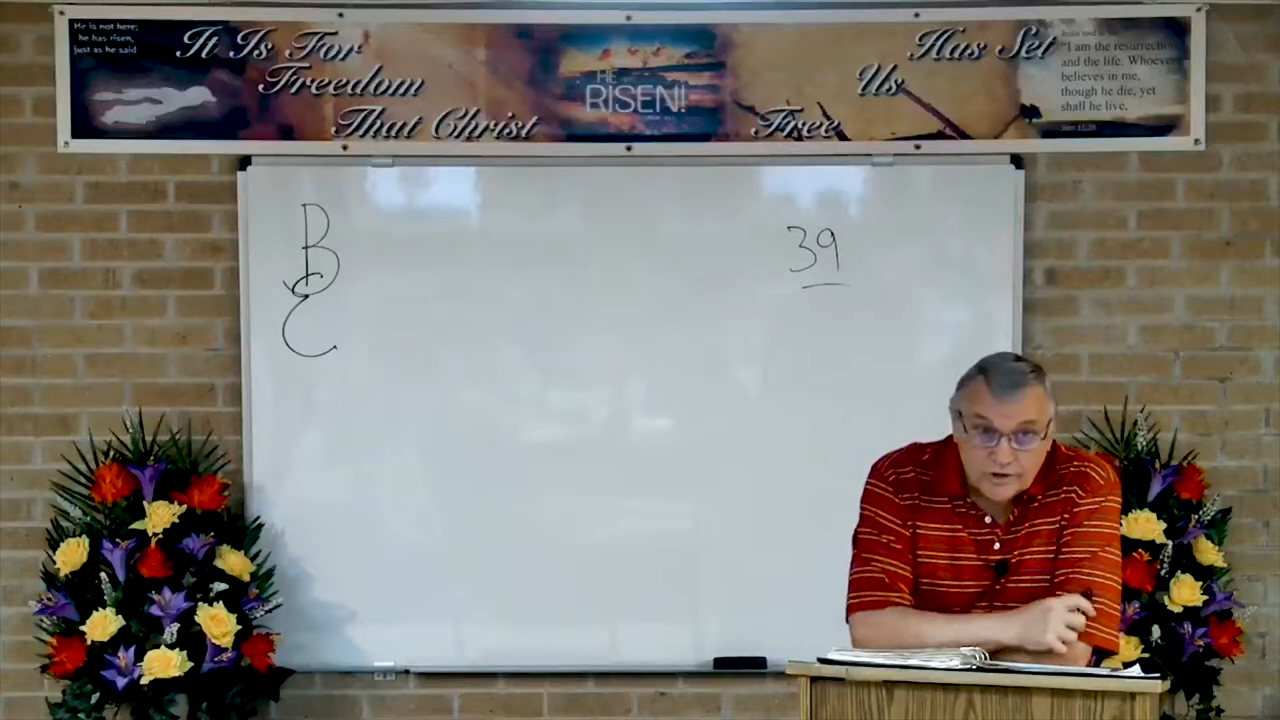 He is not here;
he has risen,
just as he said
It Is For
Freedom
That Christ
HE
RISEN!
Has Set
Us
Free
"I am the resurrection
and the life. Whoever
believes in me,
though he die, yet
shall he live,
B
C
39